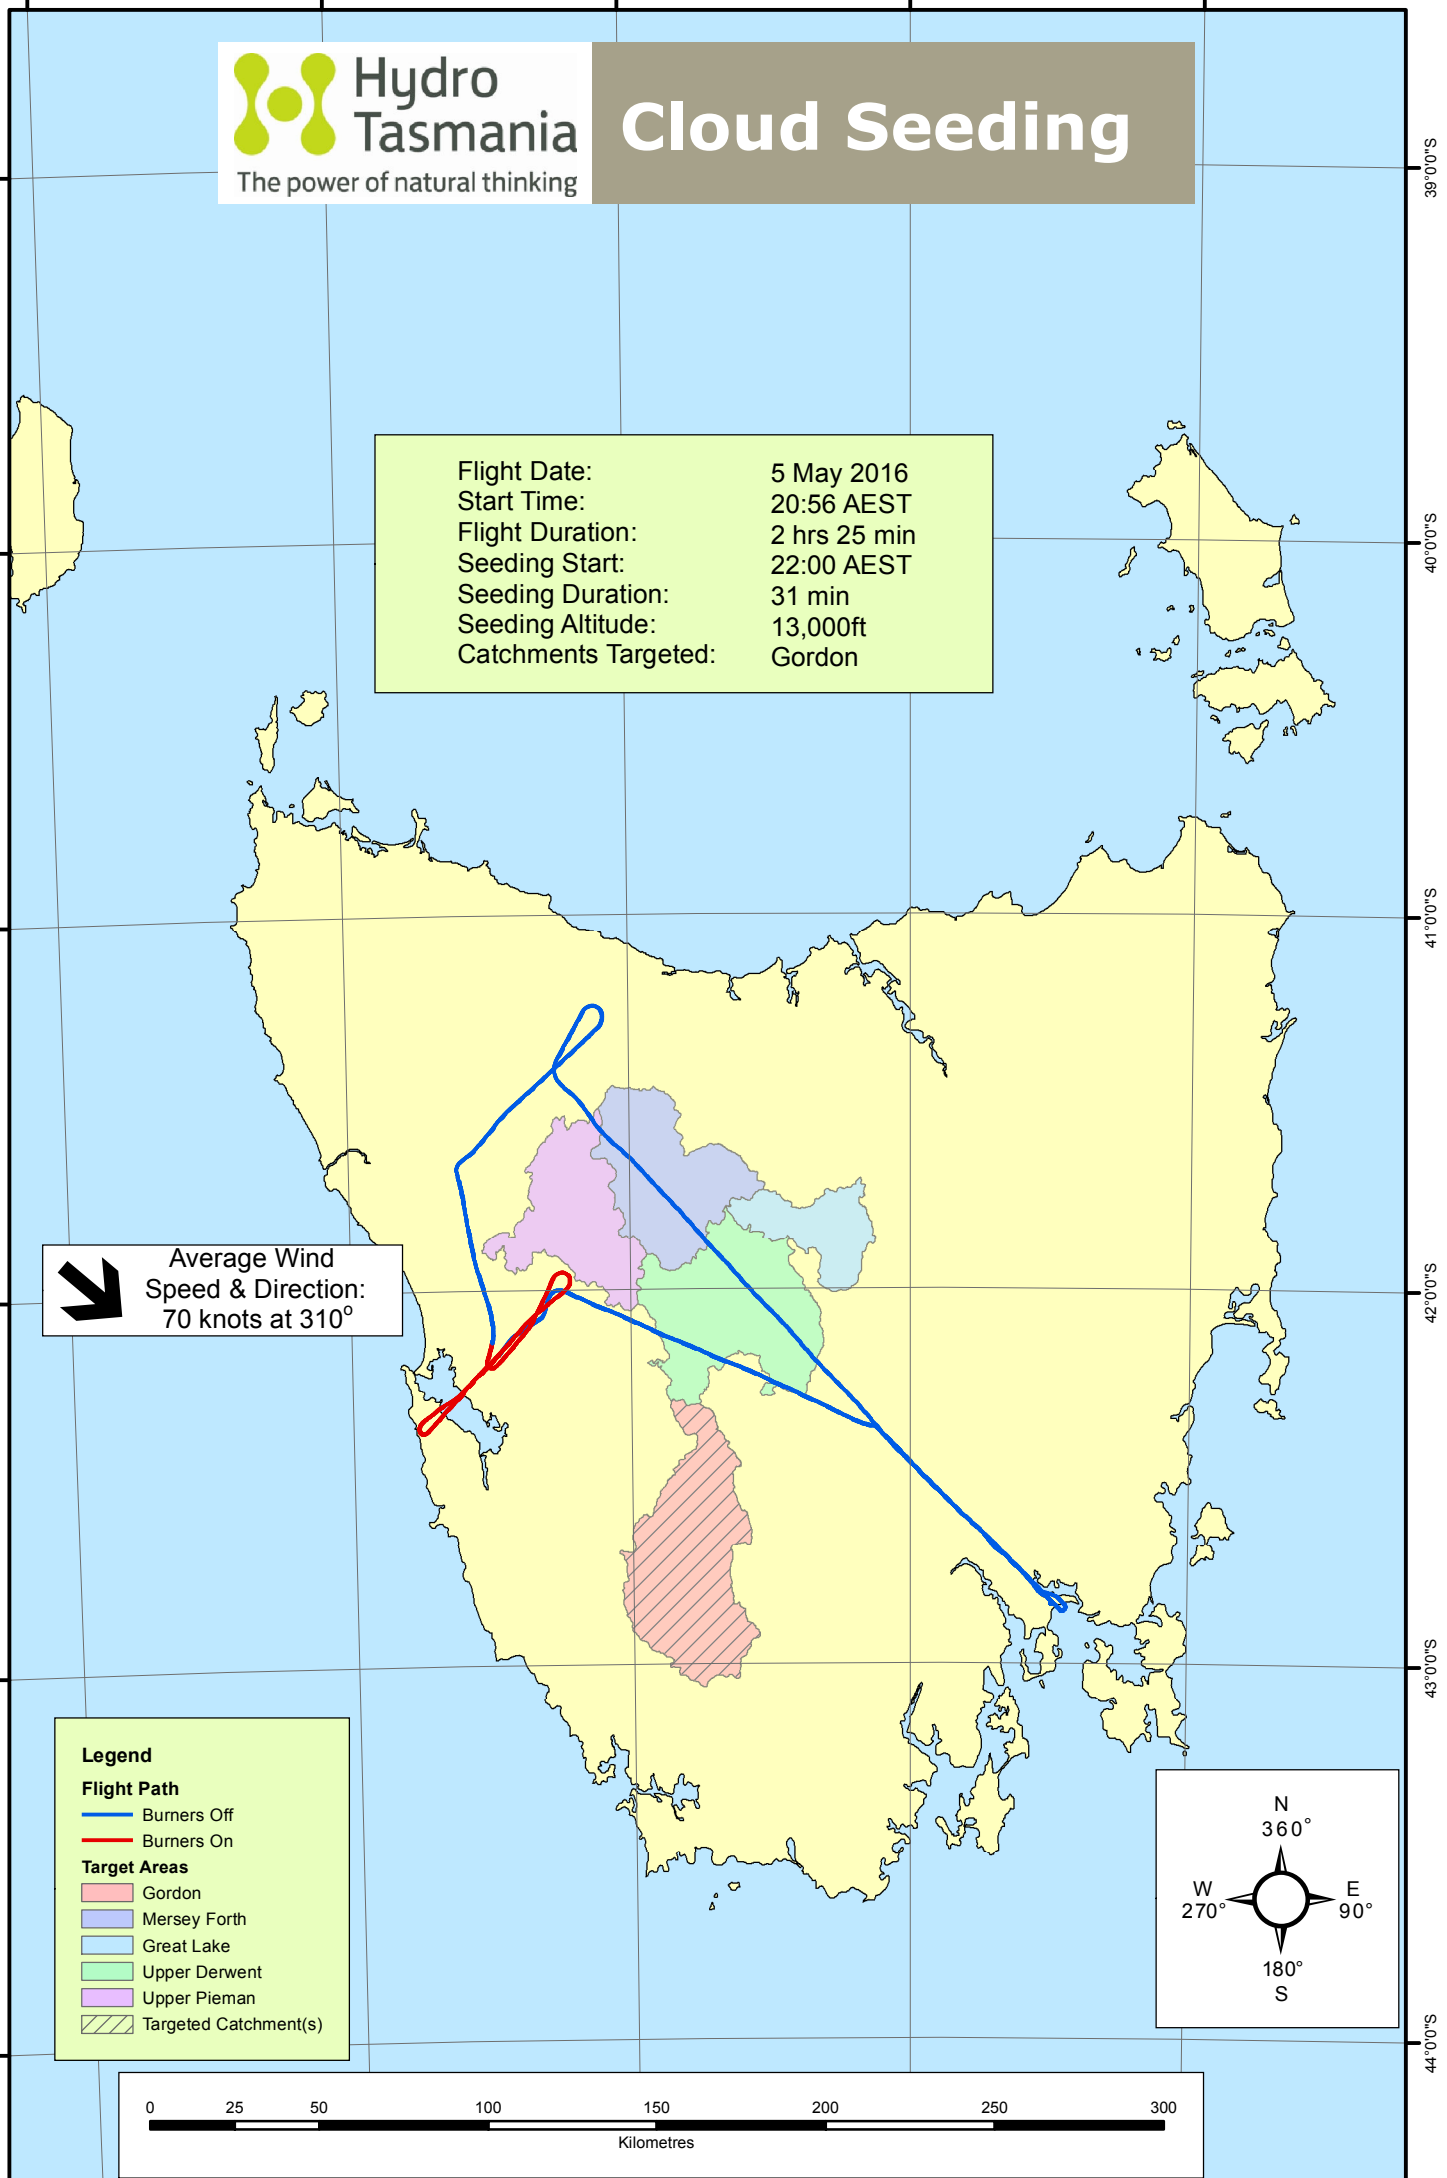 Hydro
Tasmania
The power of natural thinking
Cloud Seeding
39°0'0"S
Flight Date: 5 May 2016
Start Time: 20:56 AEST
Flight Duration: 2 hrs 25 min
Seeding Start: 22:00 AEST
Seeding Duration: 31 min
Seeding Altitude: 13,000ft
Catchments Targeted: Gordon
40°0'0"S
41°0'0"S
Average Wind
Speed & Direction:
70 knots at 310°
42°0'0"S
43°0'0"S
Legend
Flight Path
Burners Off
Burners On
Target Areas
Gordon
Mersey Forth
Great Lake
Upper Derwent
Upper Pieman
Targeted Catchment(s)
N
360°
W
270°
E
90°
180°
S
44°0'0"S
0 25 50 100 150 200 250 300
Kilometres